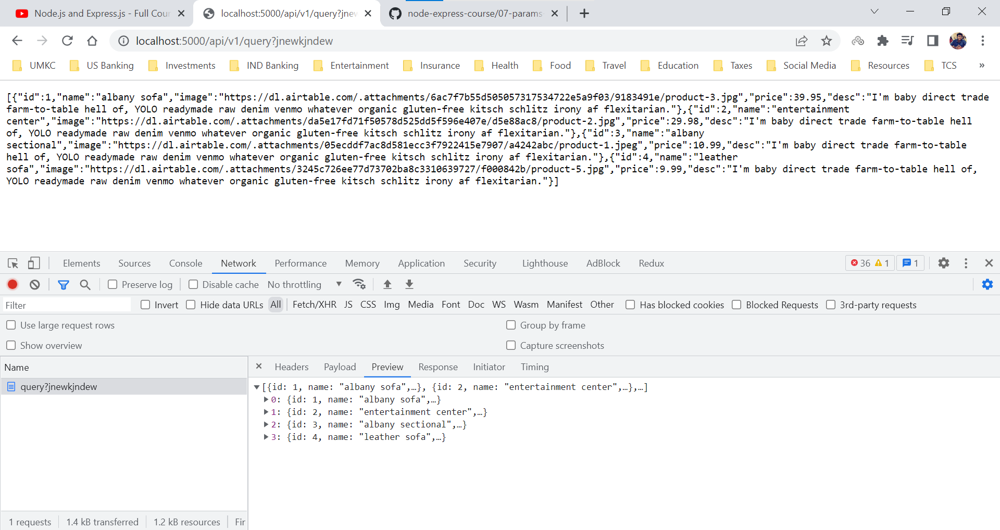 Node.js and Express.js - Full Cour
localhost:5000/api/v1/query?jnew
node-express-course/07-params-
localhost:5000/api/v1/query?jnewkjndew
UMKC US Banking Investments IND Banking Entertainment Insurance Health Food Travel Education Taxes Social Media Resources TCS »
[{"id":1,"name":"albany sofa","image":"https://dl.airtable.com/.attachments/6ac7f7b55d505057317534722e5a9f03/9183491e/product-3.jpg","price":39.95,"desc":"I'm baby direct trade
farm-to-table hell of, YOLO readymade raw denim venmo whatever organic gluten-free kitsch schlitz irony af flexitarian."},{"id":2,"name":"entertainment
center","image":"https://dl.airtable.com/.attachments/da5e17fd71f50578d525dd5f596e407e/d5e88ac8/product-2.jpg","price":29.98,"desc":"I'm baby direct trade farm-to-table hell
of, YOLO readymade raw denim venmo whatever organic gluten-free kitsch schlitz irony af flexitarian."},{"id":3,"name":"albany
sectional","image":"https://dl.airtable.com/.attachments/05ecddf7ac8d581ecc3f7922415e7907/a4242abc/product-1.jpeg","price":10.99,"desc":"I'm baby direct trade farm-to-table
hell of, YOLO readymade raw denim venmo whatever organic gluten-free kitsch schlitz irony af flexitarian."},{"id":4,"name":"leather
sofa","image":"https://dl.airtable.com/.attachments/3245c726ee77d73702ba8c3310639727/f000842b/product-5.jpg","price":9.99,"desc":"I'm baby direct trade farm-to-table hell of,
YOLO readymade raw denim venmo whatever organic gluten-free kitsch schlitz irony af flexitarian."}]
Elements Sources Console Network Performance Memory Application Security Lighthouse AdBlock Redux 36 1 1
Preserve log Disable cache No throttling
Filter Invert Hide data URLs All Fetch/XHR JS CSS Img Media Font Doc WS Wasm Manifest Other Has blocked cookies Blocked Requests 3rd-party requests
Use large request rows Group by frame
Show overview Capture screenshots
Name Headers Payload Preview Response Initiator Timing
query?jnewkjndew
[{id: 1, name: "albany sofa",…}, {id: 2, name: "entertainment center",…},…]
0: {id: 1, name: "albany sofa",…}
1: {id: 2, name: "entertainment center",…}
2: {id: 3, name: "albany sectional",…}
3: {id: 4, name: "leather sofa",…}
1 requests 1.4 kB transferred 1.2 kB resources Fir